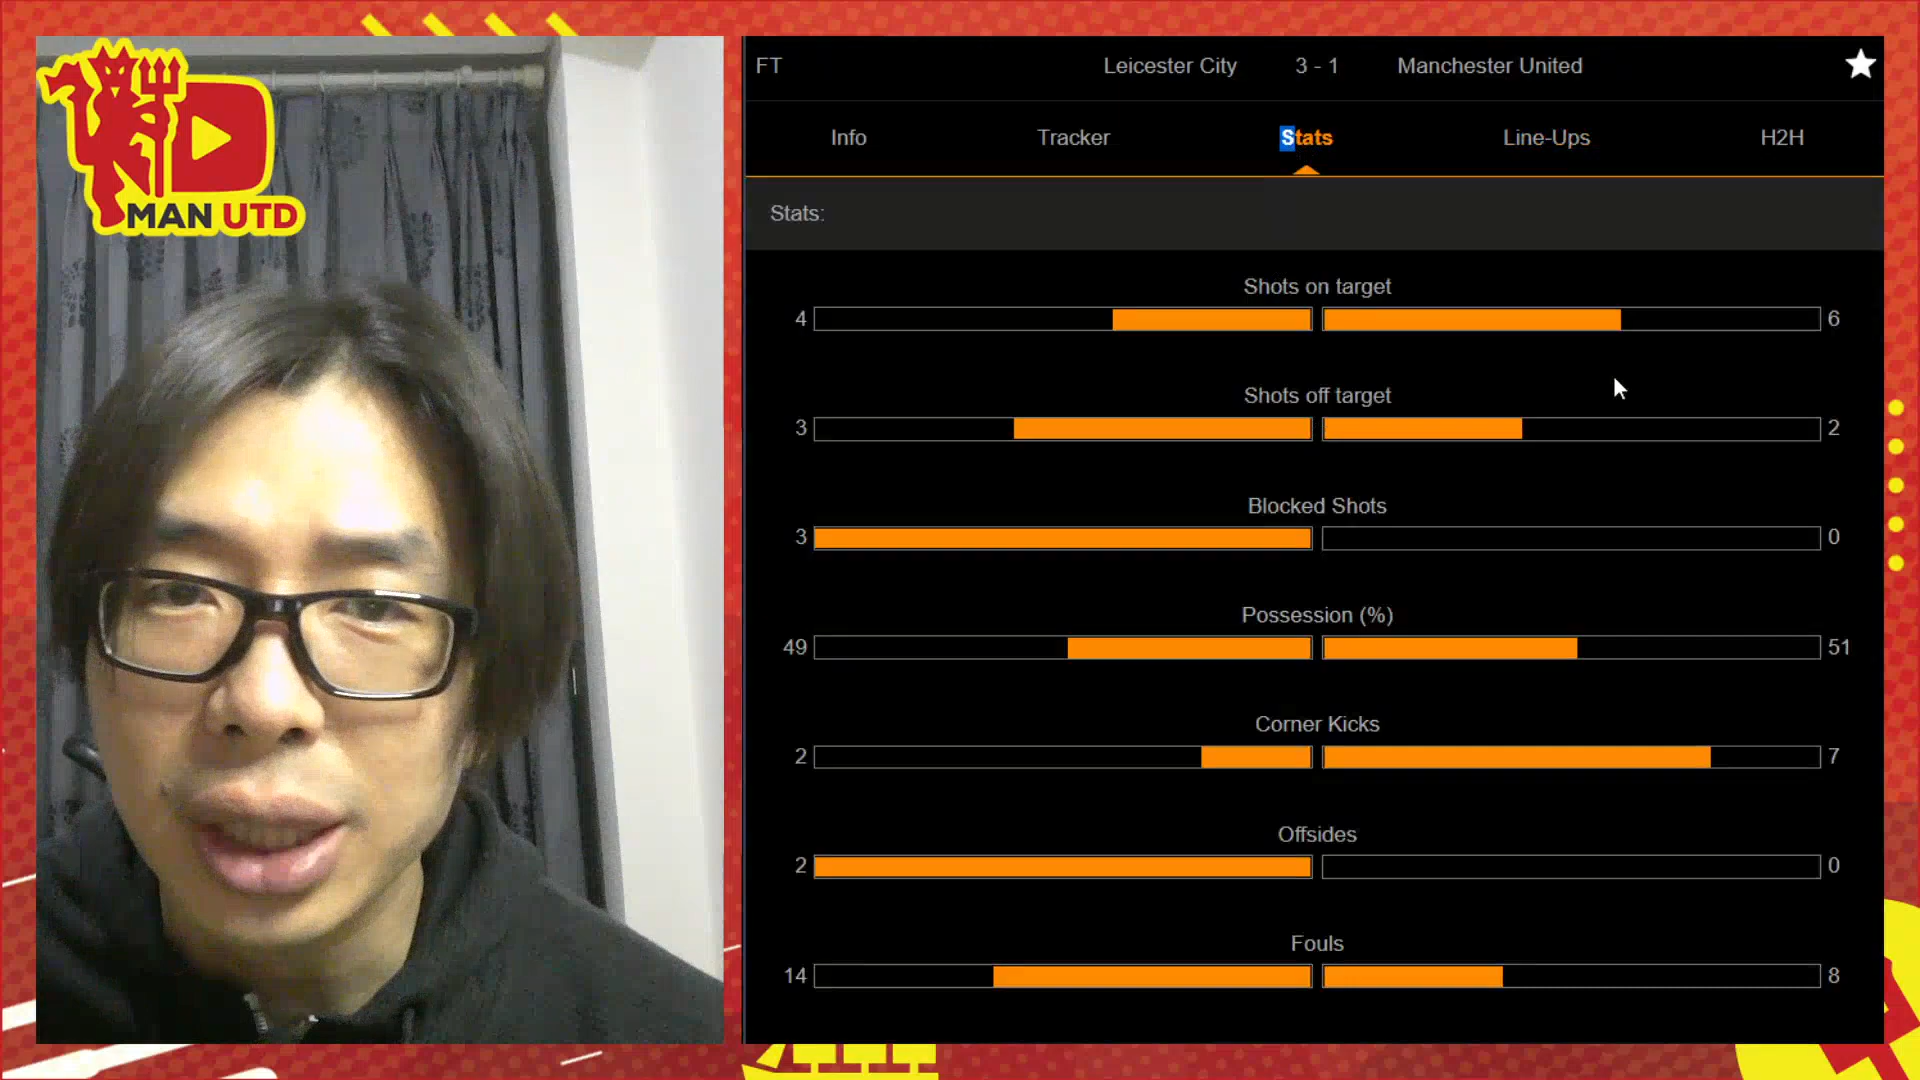 MAN UTD
FT Leicester City 3 - 1 Manchester United
Info Tracker Stats Line-Ups H2H
Stats:
Shots on target
4 6
Shots off target
3 2
Blocked Shots
3 0
Possession (%)
49 51
Corner Kicks
2 7
Offsides
2 0
Fouls
14 8